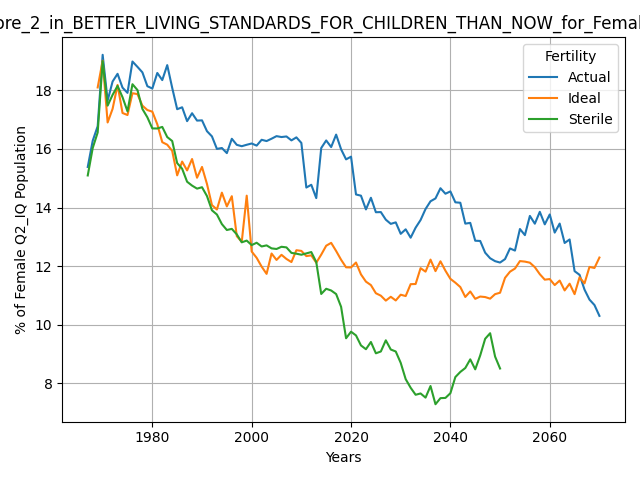 ore_2_in_BETTER_LIVING_STANDARDS_FOR_CHILDREN_THAN_NOW_for_Femal
Fertility
Actual
Ideal
Sterile
% of Female Q2_IQ Population
18
16
14
12
10
8
1980
2000
2020
2040
2060
Years